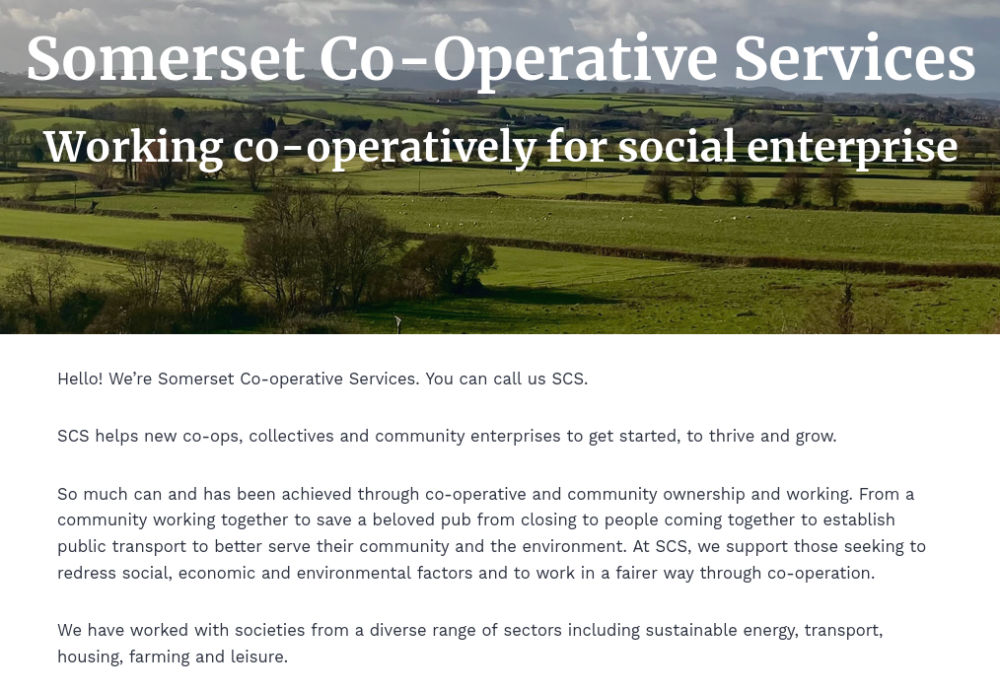 Somerset Co-Operative Services
Working co-operatively for social enterprise
Hello! We’re Somerset Co-operative Services. You can call us SCS.
SCS helps new co-ops, collectives and community enterprises to get started, to thrive and grow.
So much can and has been achieved through co-operative and community ownership and working. From a
community working together to save a beloved pub from closing to people coming together to establish
public transport to better serve their community and the environment. At SCS, we support those seeking to
redress social, economic and environmental factors and to work in a fairer way through co-operation.
We have worked with societies from a diverse range of sectors including sustainable energy, transport,
housing, farming and leisure.